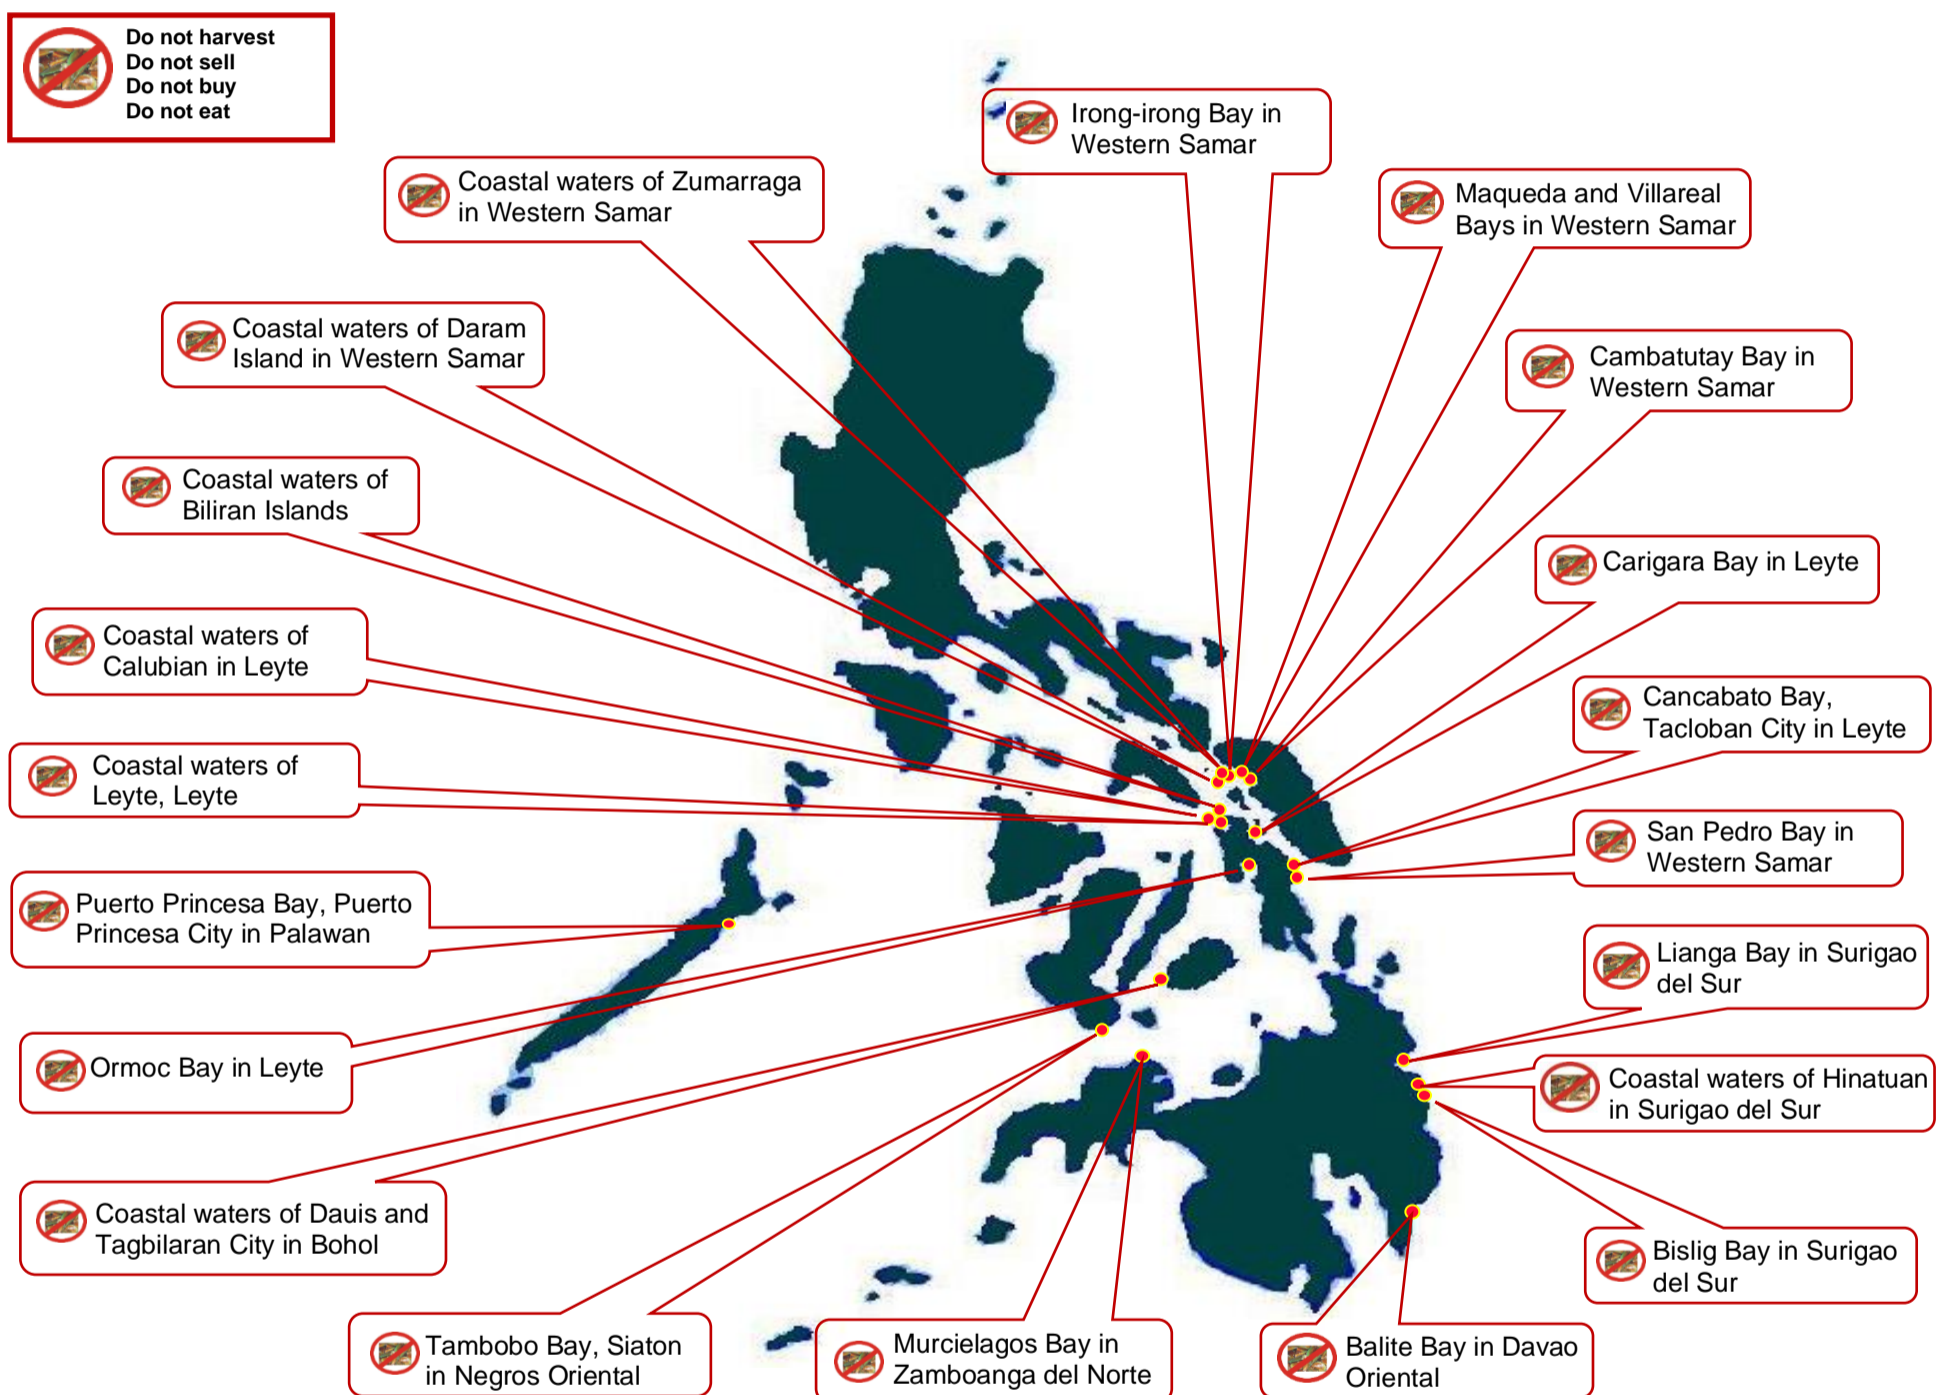 Do not harvest
Do not sell
Do not buy
Do not eat
Irong-irong Bay in
Western Samar
Coastal waters of Zumarraga
in Western Samar
Maqueda and Villareal
Bays in Western Samar
Coastal waters of Daram
Island in Western Samar
Cambatutay Bay in
Western Samar
Coastal waters of
Biliran Islands
Carigara Bay in Leyte
Coastal waters of
Calubian in Leyte
Cancabato Bay,
Tacloban City in Leyte
Coastal waters of
Leyte, Leyte
San Pedro Bay in
Western Samar
Puerto Princesa Bay, Puerto
Princesa City in Palawan
Lianga Bay in Surigao
del Sur
Ormoc Bay in Leyte
Coastal waters of Hinatuan
in Surigao del Sur
Coastal waters of Dauis and
Tagbilaran City in Bohol
Bislig Bay in Surigao
del Sur
Tambobo Bay, Siaton
in Negros Oriental
Murcielagos Bay in
Zamboanga del Norte
Balite Bay in Davao
Oriental